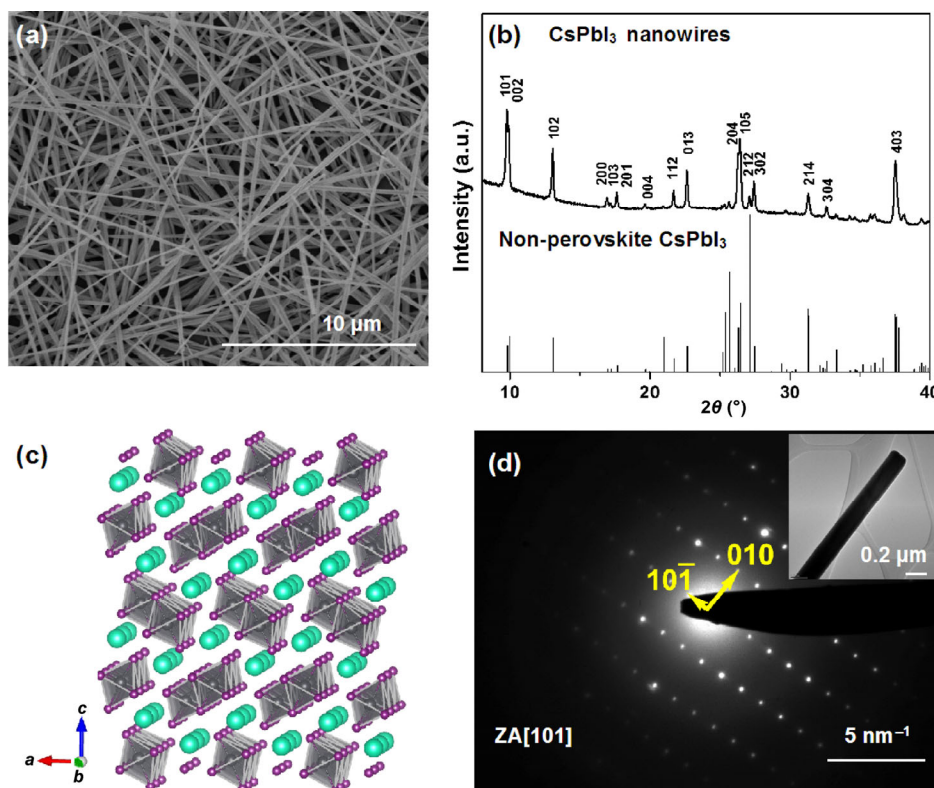 (a)
10 µm
(b)
CsPbI₃ nanowires
101
002
102
200
103
201
004
112
013
204
105
212
302
214
304
403
Non-perovskite CsPbI₃
Intensity (a.u.)
10
20
30
40
2θ (°)
(c)
c
a
b
(d)
0.2 µm
010
101̄
ZA[101]
5 nm⁻¹